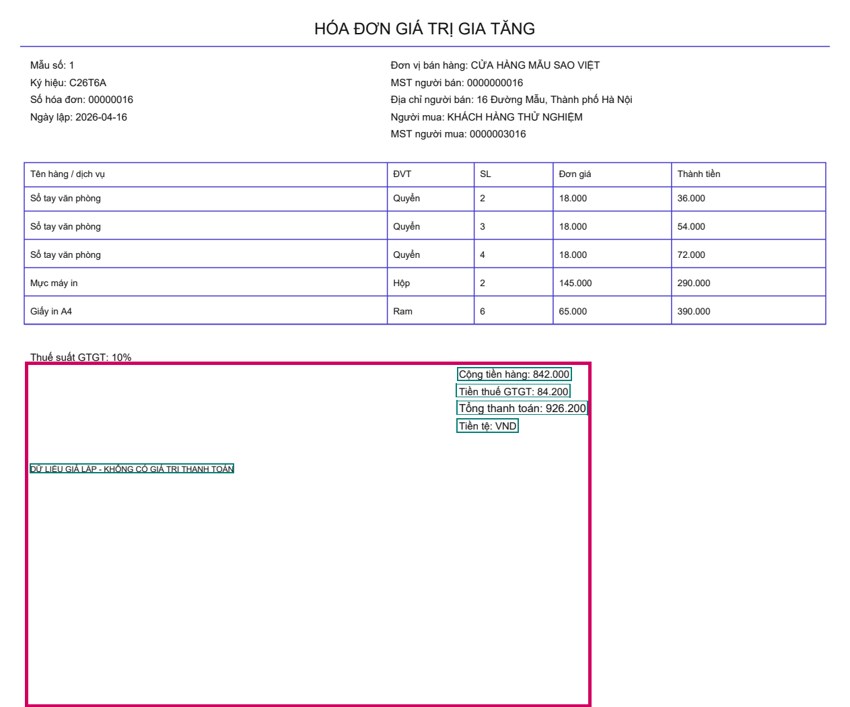 HÓA ĐƠN GIÁ TRỊ GIA TĂNG
Mẫu số: 1
Ký hiệu: C26T6A
Số hóa đơn: 00000016
Ngày lập: 2026-04-16
Đơn vị bán hàng: CỬA HÀNG MẪU SAO VIỆT
MST người bán: 0000000016
Địa chỉ người bán: 16 Đường Mẫu, Thành phố Hà Nội
Người mua: KHÁCH HÀNG THỬ NGHIỆM
MST người mua: 0000003016
Tên hàng / dịch vụ ĐVT SL Đơn giá Thành tiền
Sổ tay văn phòng Quyển 2 18.000 36.000
Sổ tay văn phòng Quyển 3 18.000 54.000
Sổ tay văn phòng Quyển 4 18.000 72.000
Mực máy in Hộp 2 145.000 290.000
Giấy in A4 Ram 6 65.000 390.000
Thuế suất GTGT: 10%
Cộng tiền hàng: 842.000
Tiền thuế GTGT: 84.200
Tổng thanh toán: 926.200
Tiền tệ: VND
DỮ LIỆU GIẢ LẬP - KHÔNG CÓ GIÁ TRỊ THANH TOÁN